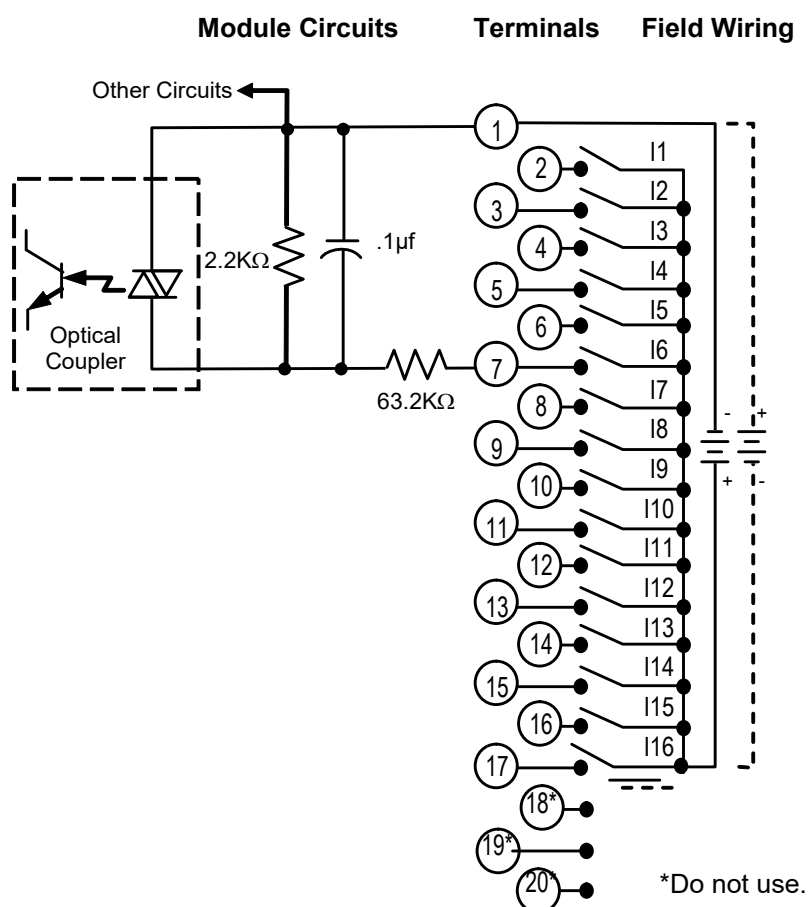 Module Circuits Terminals Field Wiring
Other Circuits
1
2 I1
3 I2
4 I3
.1µf
2.2KΩ
5 I4
6 I5
Optical
Coupler
7 I6
63.2KΩ
8 I7
9 I8
- +
10 I9
+ -
11 I10
12 I11
13 I12
14 I13
15 I14
16 I15
17 I16
18*
19*
20*
*Do not use.